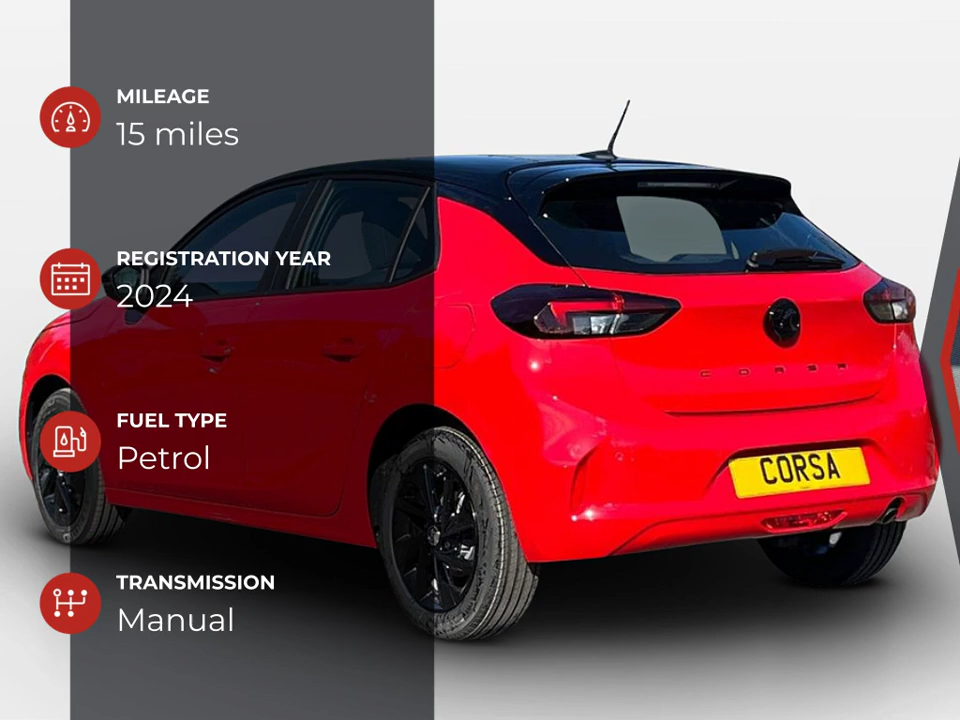 MILEAGE
15 miles
REGISTRATION YEAR
2024
FUEL TYPE
Petrol
TRANSMISSION
Manual
CORSA
CORSA